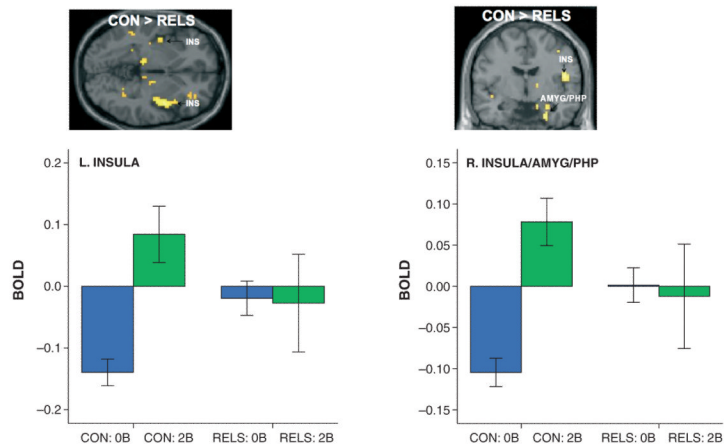 CON > RELS
INS
INS
CON > RELS
INS
AMYG/PHP
L. INSULA
0.2
0.1
0.0
−0.1
−0.2
BOLD
CON: 0B CON: 2B RELS: 0B RELS: 2B
R. INSULA/AMYG/PHP
0.15
0.10
0.05
0.00
−0.05
−0.10
−0.15
BOLD
CON: 0B CON: 2B RELS: 0B RELS: 2B